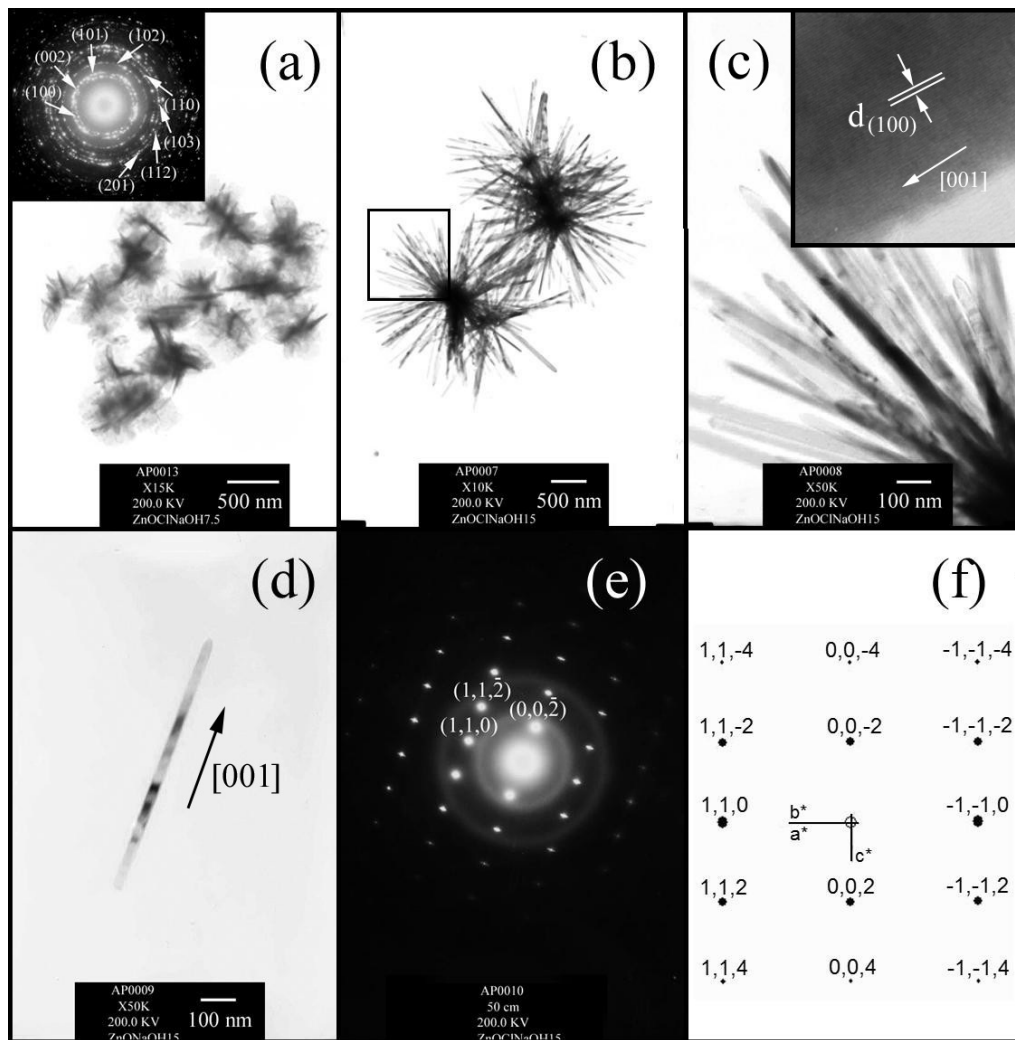 (a)
(101)
(102)
(002)
(100)
(110)
(103)
(112)
(201)
AP0013
X15K
200.0 KV
ZnOClNaOH7.5
500 nm
(b)
AP0007
X10K
200.0 KV
ZnOClNaOH15
500 nm
(c)
d(100)
[001]
AP0008
X50K
200.0 KV
ZnOClNaOH15
100 nm
(d)
[001]
AP0009
X50K
200.0 KV
ZnONaOH15
100 nm
(e)
(1,1,2̄)
(0,0,2̄)
(1,1,0)
AP0010
50 cm
200.0 KV
ZnOClNaOH15
(f)
1,1,-4 0,0,-4 -1,-1,-4
1,1,-2 0,0,-2 -1,-1,-2
1,1,0 -1,-1,0
b*
a*
c*
1,1,2 0,0,2 -1,-1,2
1,1,4 0,0,4 -1,-1,4